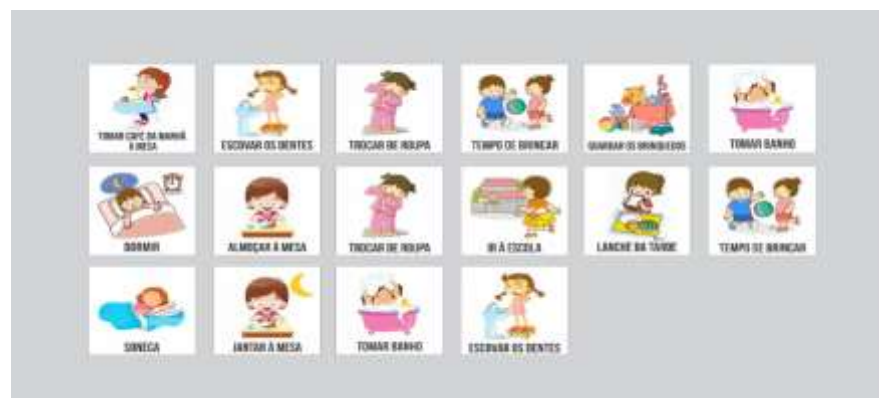 TOMAR CAFÉ DA MANHÃ
À MESA
ESCOVAR OS DENTES
TROCAR DE ROUPA
TEMPO DE BRINCAR
GUARDAR OS BRINQUEDOS
TOMAR BANHO
DORMIR
ALMOÇAR À MESA
TROCAR DE ROUPA
IR À ESCOLA
LANCHE DA TARDE
TEMPO DE BRINCAR
SONECA
JANTAR À MESA
TOMAR BANHO
ESCOVAR OS DENTES